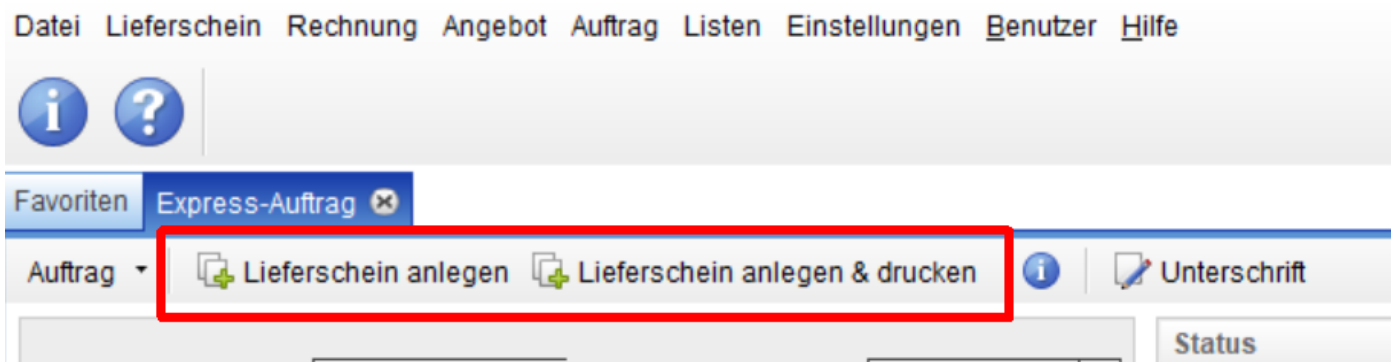 Datei Lieferschein Rechnung Angebot Auftrag Listen Einstellungen Benutzer Hilfe
Favoriten Express-Auftrag
Auftrag Lieferschein anlegen Lieferschein anlegen & drucken Unterschrift
Status